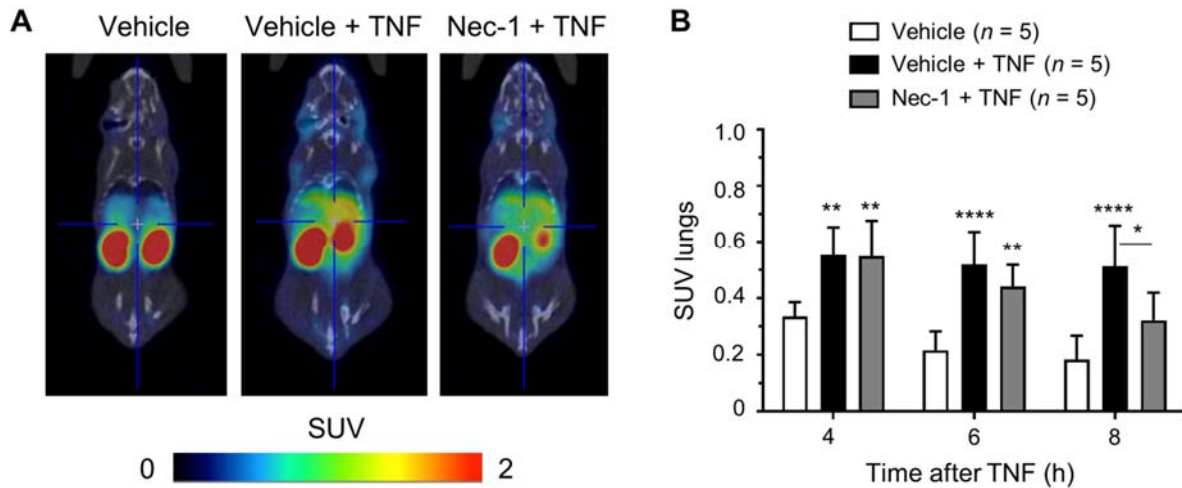 A
Vehicle
Vehicle + TNF
Nec-1 + TNF
SUV
0
2
B
Vehicle (n = 5)
Vehicle + TNF (n = 5)
Nec-1 + TNF (n = 5)
SUV lungs
1.0
0.8
0.6
0.4
0.2
0
** **
**** **
**** *
4 6 8
Time after TNF (h)